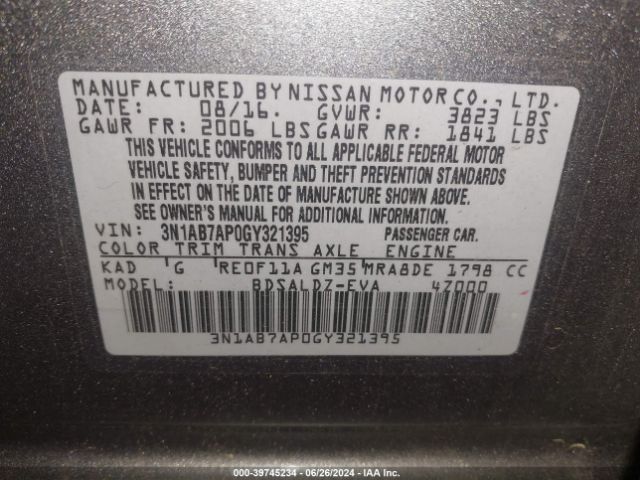 MANUFACTURED BY NISSAN MOTOR CO., LTD.
DATE: 08/16. GVWR: 3823 LBS
GAWR FR: 2006 LBS GAWR RR: 1841 LBS
THIS VEHICLE CONFORMS TO ALL APPLICABLE FEDERAL MOTOR
VEHICLE SAFETY, BUMPER AND THEFT PREVENTION STANDARDS
IN EFFECT ON THE DATE OF MANUFACTURE SHOWN ABOVE.
SEE OWNER'S MANUAL FOR ADDITIONAL INFORMATION.
VIN: 3N1AB7AP0GY321395 PASSENGER CAR.
COLOR TRIM TRANS AXLE ENGINE
KAD G RE0F11A GM35 MRA8DE 1798 CC
MODEL: BDSALDZ-EVA 4Z000
3N1AB7AP0GY321395
000-39745234 - 06/26/2024 - IAAI.com